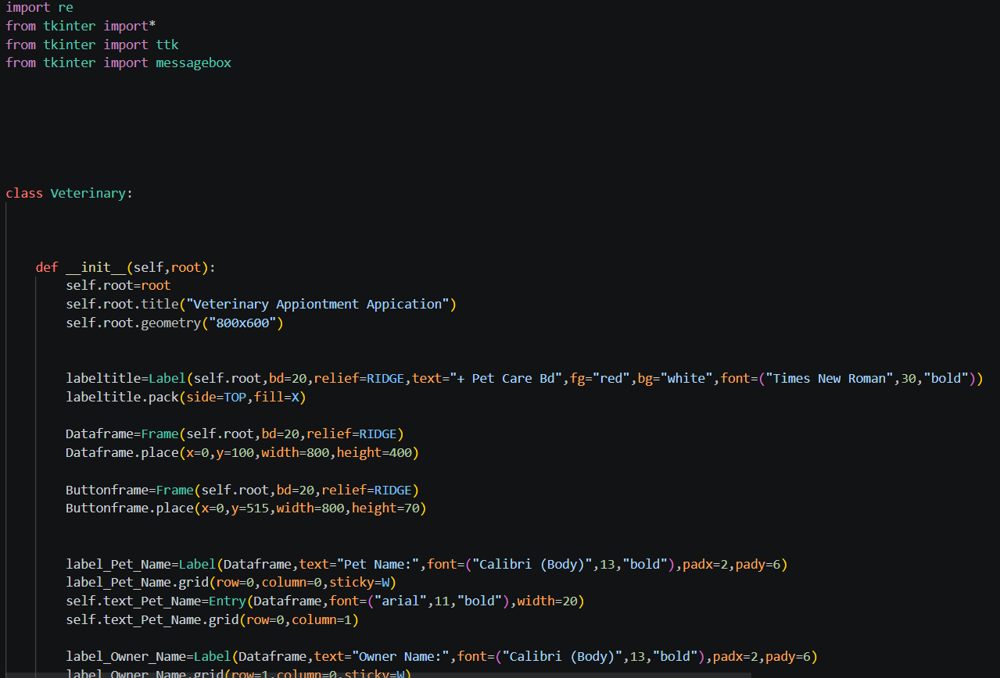 import re
from tkinter import*
from tkinter import ttk
from tkinter import messagebox
class Veterinary:
def __init__(self,root):
self.root=root
self.root.title("Veterinary Appiontment Appication")
self.root.geometry("800x600")
labeltitle=Label(self.root,bd=20,relief=RIDGE,text="+ Pet Care Bd",fg="red",bg="white",font=("Times New Roman",30,"bold"))
labeltitle.pack(side=TOP,fill=X)
Dataframe=Frame(self.root,bd=20,relief=RIDGE)
Dataframe.place(x=0,y=100,width=800,height=400)
Buttonframe=Frame(self.root,bd=20,relief=RIDGE)
Buttonframe.place(x=0,y=515,width=800,height=70)
label_Pet_Name=Label(Dataframe,text="Pet Name:",font=("Calibri (Body)",13,"bold"),padx=2,pady=6)
label_Pet_Name.grid(row=0,column=0,sticky=W)
self.text_Pet_Name=Entry(Dataframe,font=("arial",11,"bold"),width=20)
self.text_Pet_Name.grid(row=0,column=1)
label_Owner_Name=Label(Dataframe,text="Owner Name:",font=("Calibri (Body)",13,"bold"),padx=2,pady=6)
label_Owner_Name.grid(row=1,column=0,sticky=W)